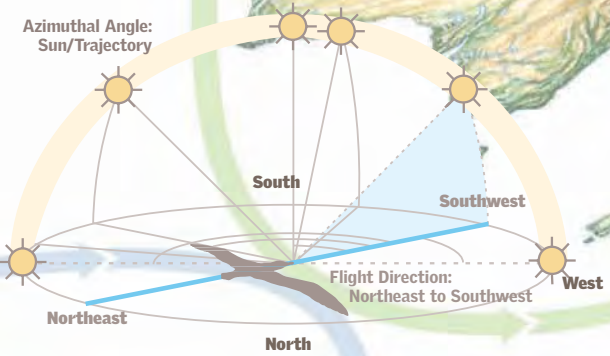 Azimuthal Angle:
Sun/Trajectory
South
Southwest
West
Flight Direction:
Northeast to Southwest
Northeast
North